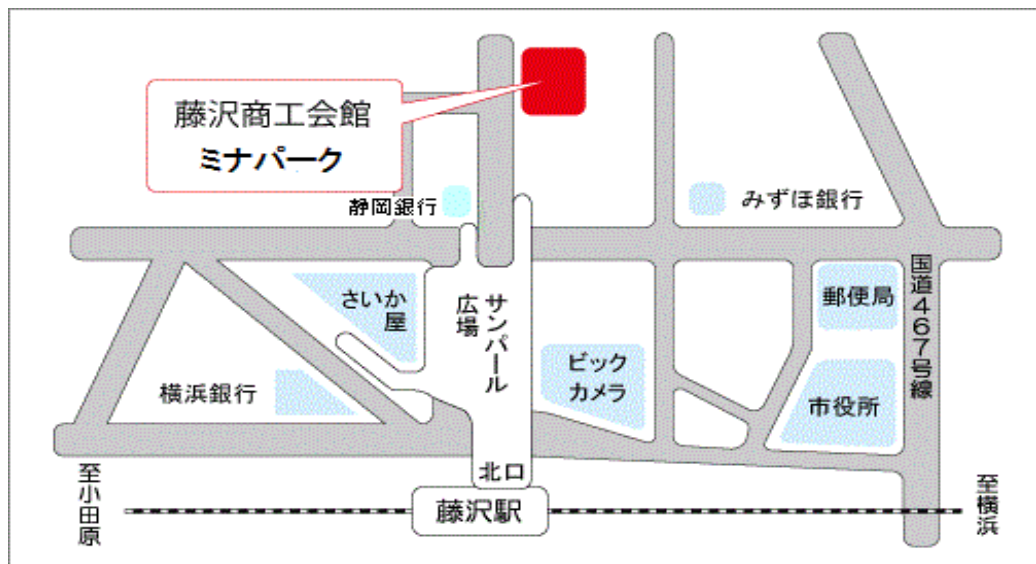 藤沢商工会館
ミナパーク
静岡銀行
みずほ銀行
さいか
屋
サンパール
広場
郵便局
国道467号線
ビック
カメラ
横浜銀行
市役所
北口
藤沢駅
至小田原
至横浜